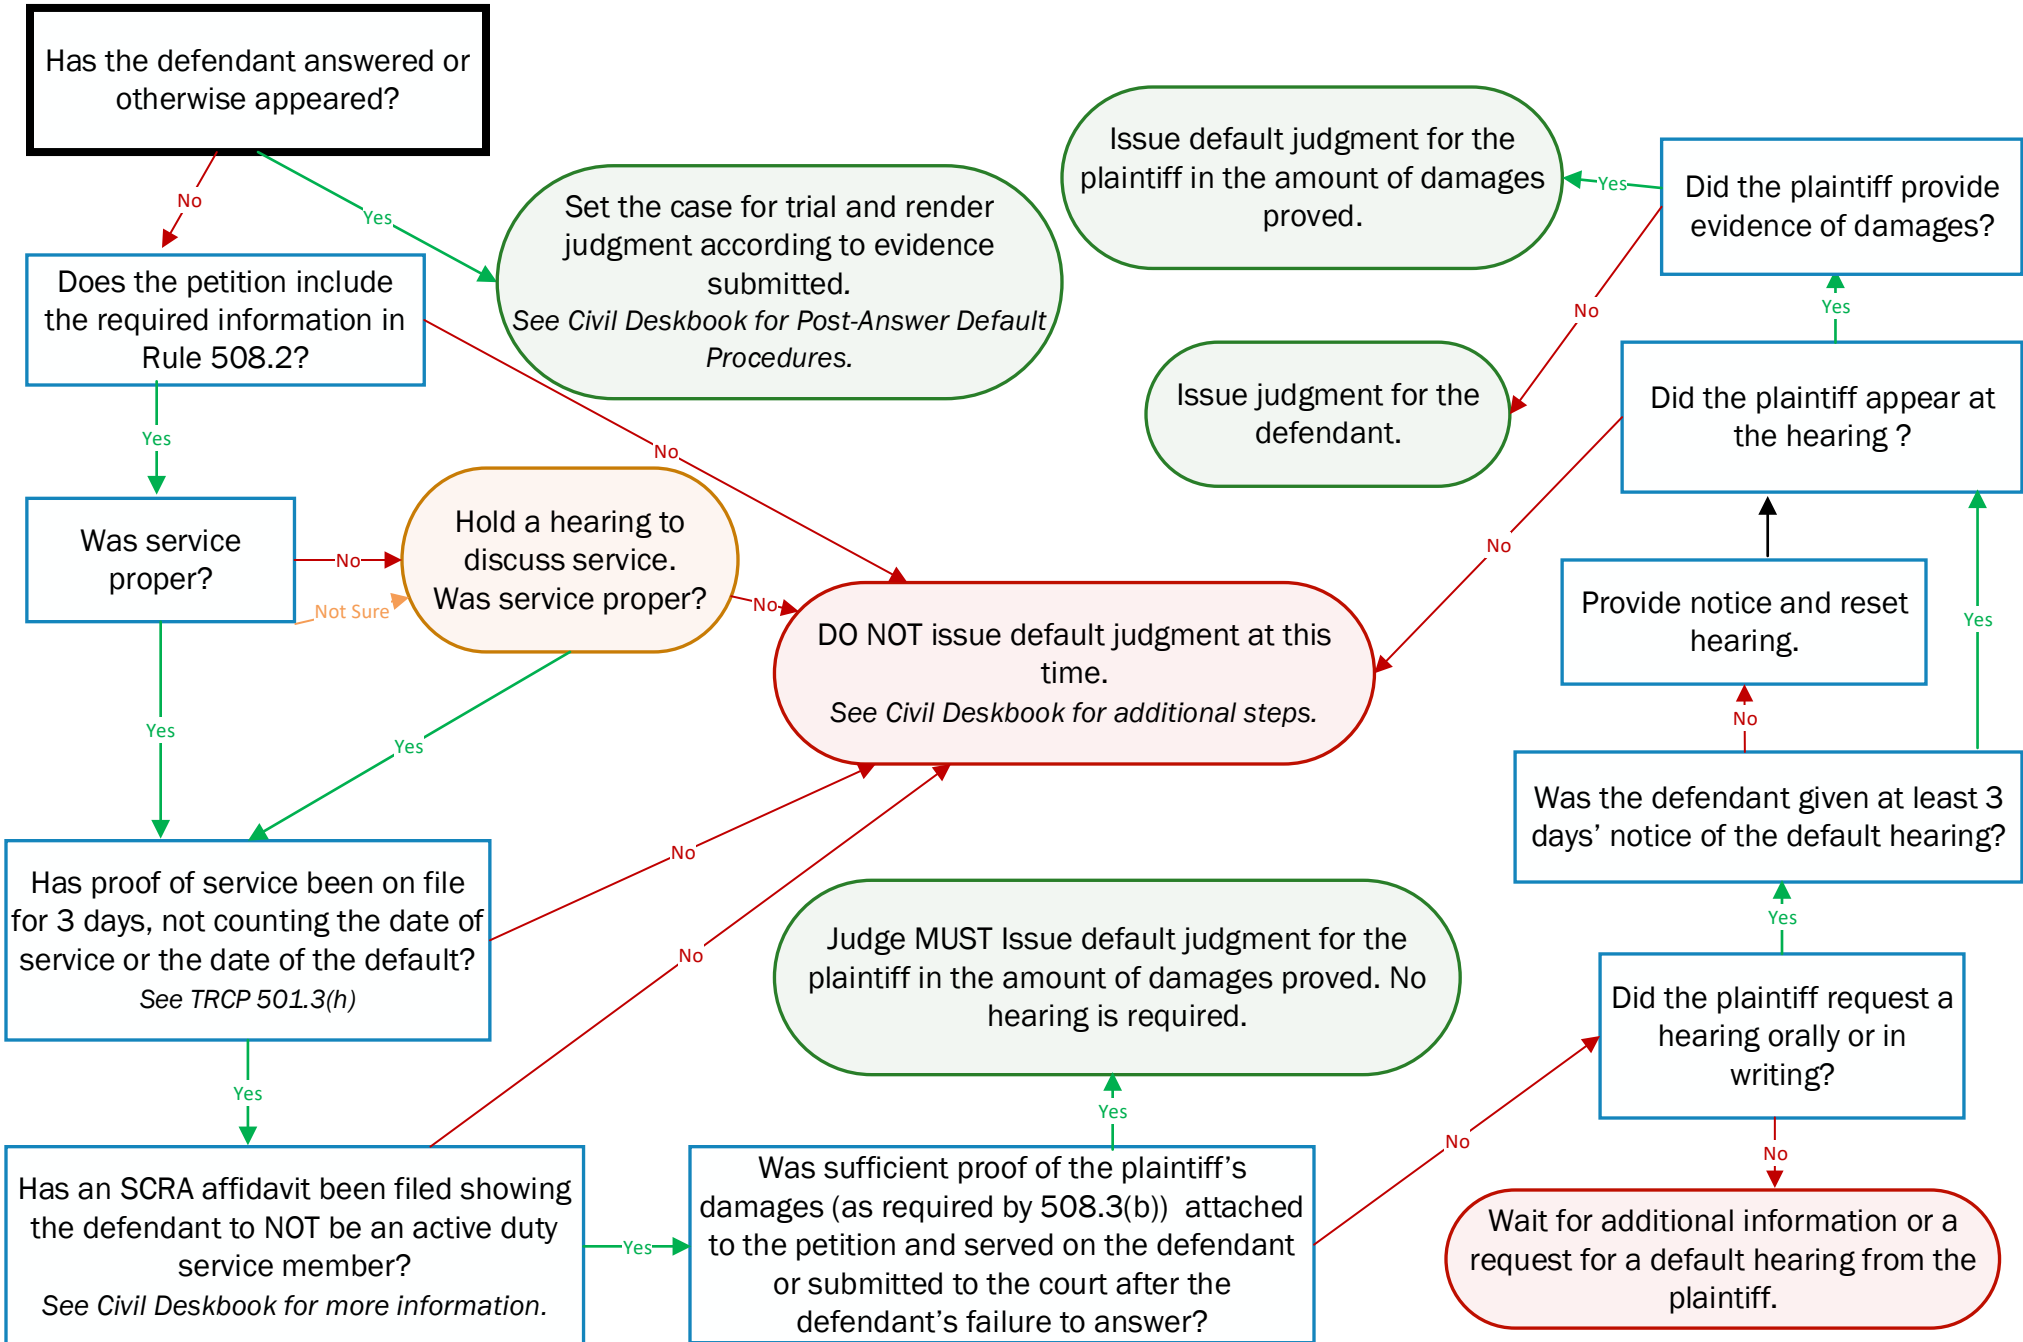 Has the defendant answered or
otherwise appeared?
No
Yes
Does the petition include
the required information in
Rule 508.2?
Set the case for trial and render
judgment according to evidence
submitted.
See Civil Deskbook for Post-Answer Default
Procedures.
Yes
No
Was service
proper?
No
Not Sure
Hold a hearing to
discuss service.
Was service proper?
No
Yes
Yes
DO NOT issue default judgment at this
time.
See Civil Deskbook for additional steps.
Has proof of service been on file
for 3 days, not counting the date of
service or the date of the default?
See TRCP 501.3(h)
No
Yes
No
Has an SCRA affidavit been filed showing
the defendant to NOT be an active duty
service member?
See Civil Deskbook for more information.
Yes
Was sufficient proof of the plaintiff’s
damages (as required by 508.3(b)) attached
to the petition and served on the defendant
or submitted to the court after the
defendant’s failure to answer?
Yes
Judge MUST Issue default judgment for the
plaintiff in the amount of damages proved. No
hearing is required.
No
Did the plaintiff request a
hearing orally or in
writing?
No
Wait for additional information or a
request for a default hearing from the
plaintiff.
Yes
Was the defendant given at least 3
days’ notice of the default hearing?
No
Provide notice and reset
hearing.
Yes
Did the plaintiff appear at
the hearing ?
No
Yes
Did the plaintiff provide
evidence of damages?
Yes
Issue default judgment for the
plaintiff in the amount of damages
proved.
No
Issue judgment for the
defendant.